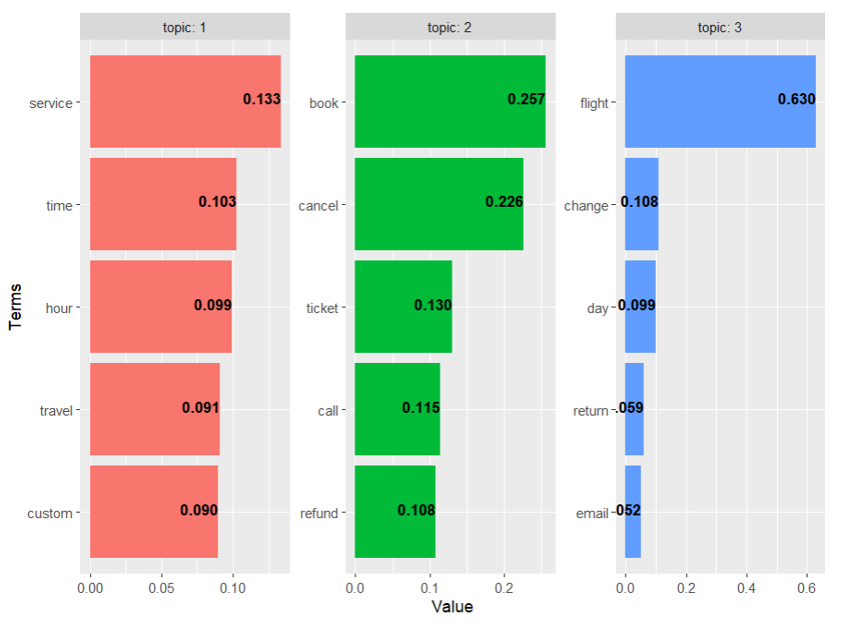 topic: 1
topic: 2
topic: 3
Terms
service
0.133
time
0.103
hour
0.099
travel
0.091
custom
0.090
0.00
0.05
0.10
book
0.257
cancel
0.226
ticket
0.130
call
0.115
refund
0.108
0.0
0.1
0.2
flight
0.630
change
0.108
day
0.099
return
.059
email
052
0.0
0.2
0.4
0.6
Value